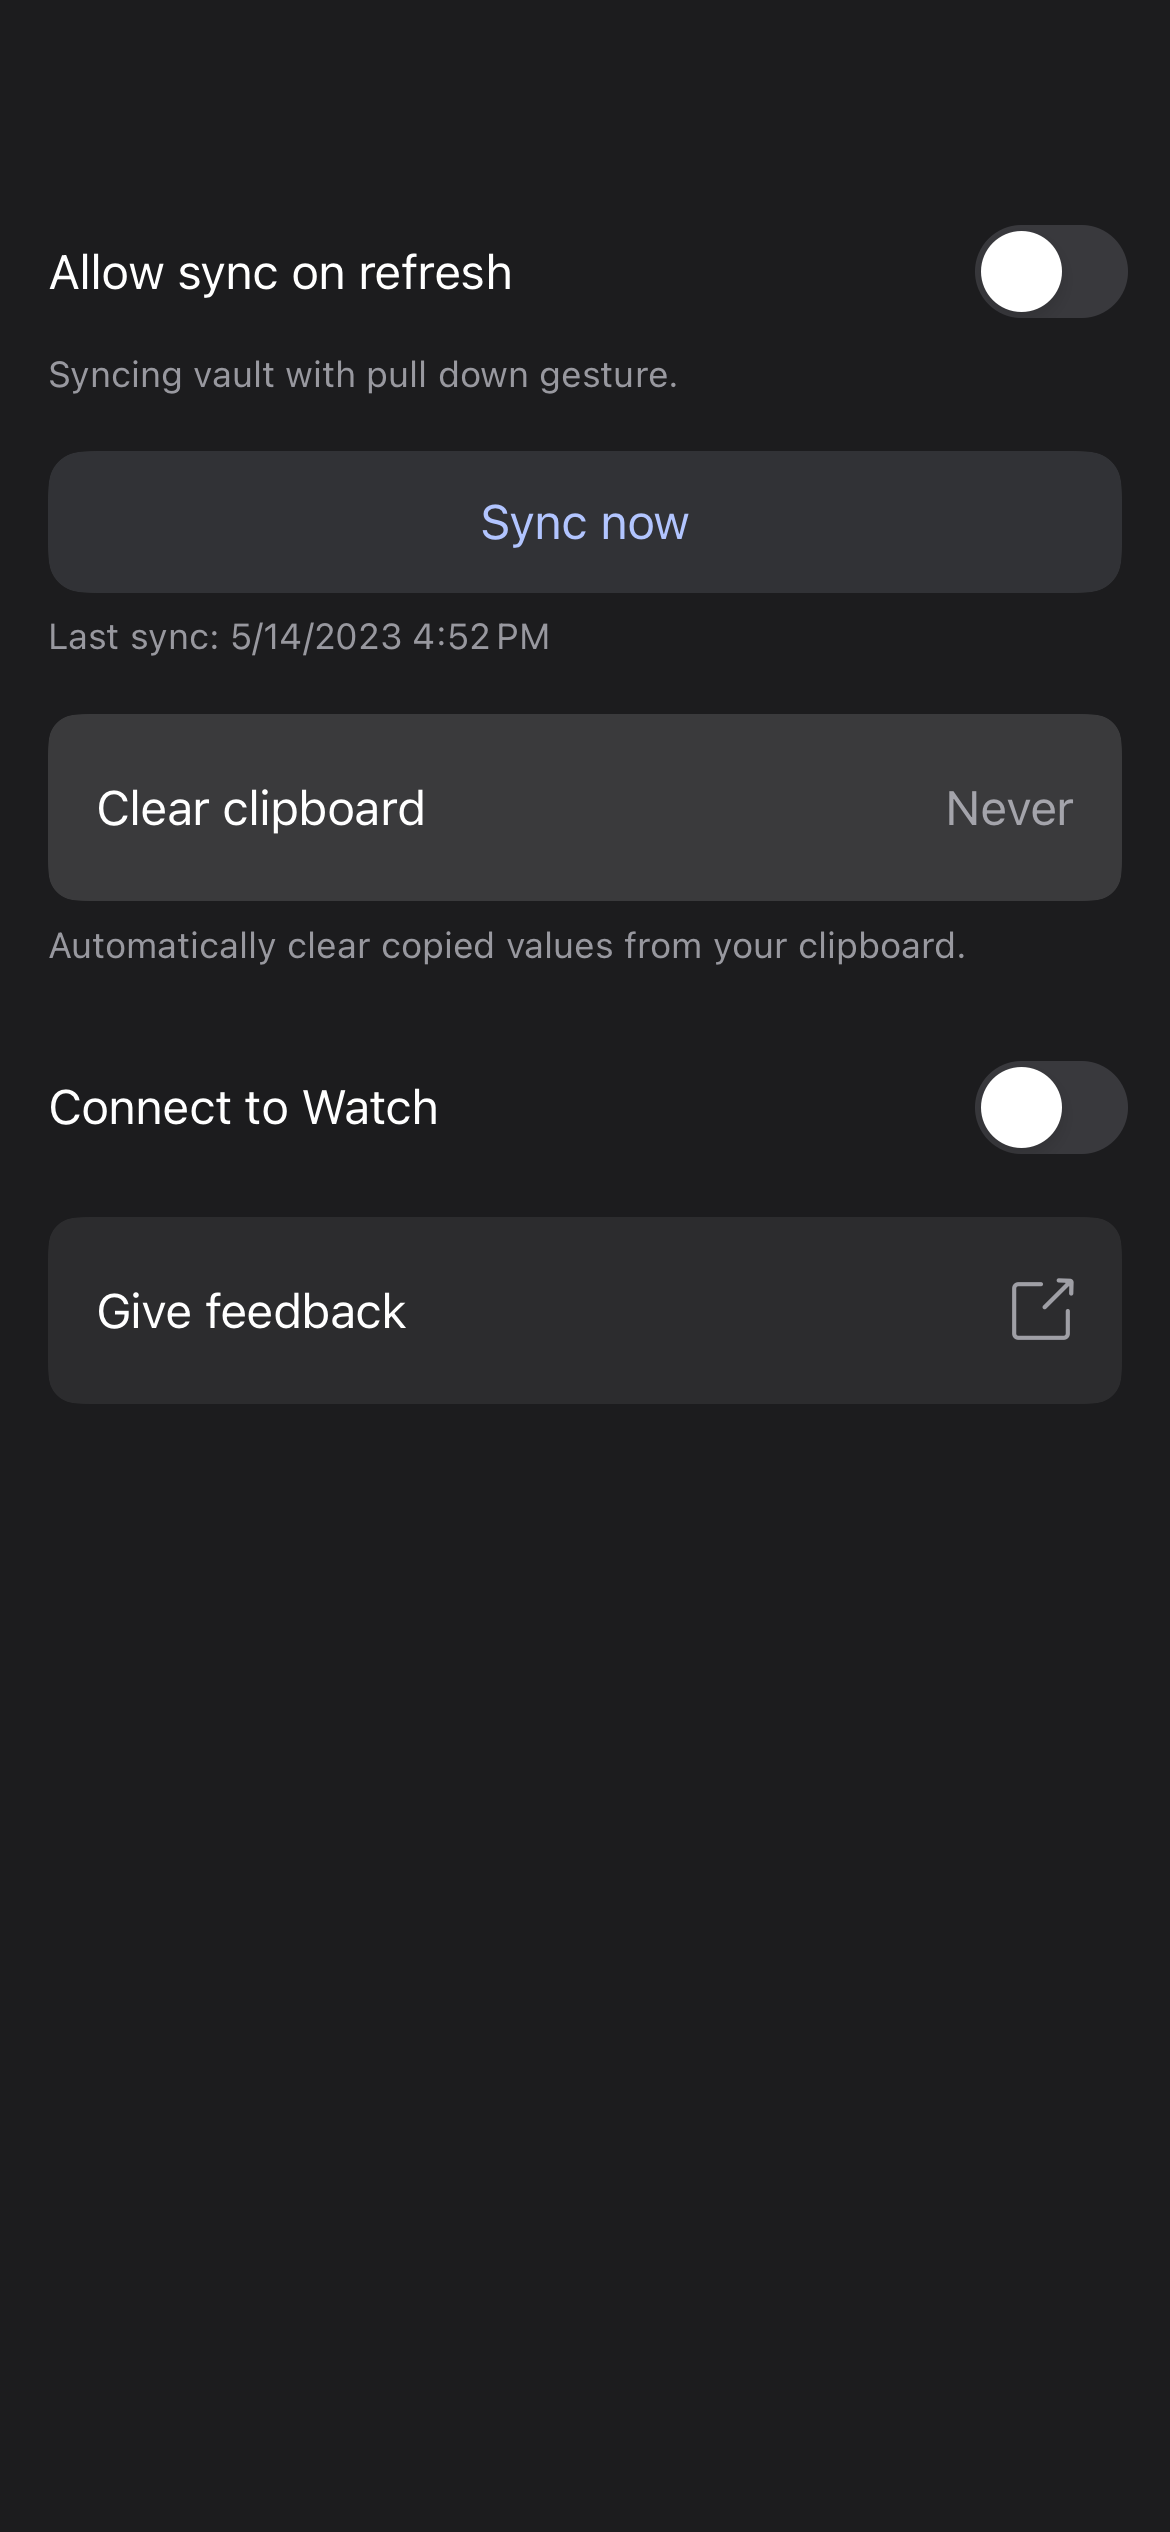 Allow sync on refresh
Syncing vault with pull down gesture.
Sync now
Last sync: 5/14/2023 4:52 PM
Clear clipboard Never
Automatically clear copied values from your clipboard.
Connect to Watch
Give feedback